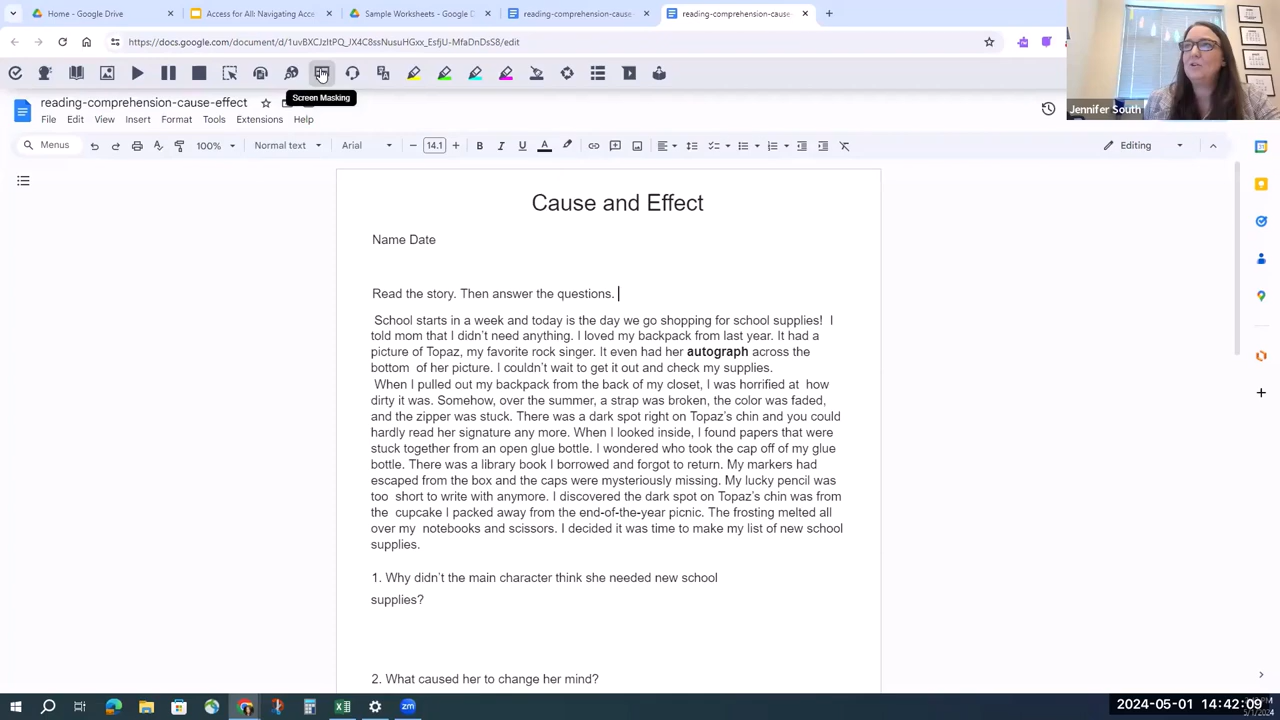 Home - Google Drive
Access for All: Navigating Acce
Sample Worksheets - Google D
reading-comprehension-cause-
reading-comprehension-cause-
https://docs.google.com/document/d/
Screen Masking
Jennifer South
reading-comprehension-cause-effect
File Edit View Insert Format Tools Extensions Help
Menus 100% Normal text Arial 14.1 B I U A Editing
Cause and Effect
Name Date
Read the story. Then answer the questions.
School starts in a week and today is the day we go shopping for school supplies! I
told mom that I didn't need anything. I loved my backpack from last year. It had a
picture of Topaz, my favorite rock singer. It even had her autograph across the
bottom of her picture. I couldn't wait to get it out and check my supplies.
When I pulled out my backpack from the back of my closet, I was horrified at how
dirty it was. Somehow, over the summer, a strap was broken, the color was faded,
and the zipper was stuck. There was a dark spot right on Topaz's chin and you could
hardly read her signature any more. When I looked inside, I found papers that were
stuck together from an open glue bottle. I wondered who took the cap off of my glue
bottle. There was a library book I borrowed and forgot to return. My markers had
escaped from the box and the caps were mysteriously missing. My lucky pencil was
too short to write with anymore. I discovered the dark spot on Topaz's chin was from
the cupcake I packed away from the end-of-the-year picnic. The frosting melted all
over my notebooks and scissors. I decided it was time to make my list of new school
supplies.
1. Why didn't the main character think she needed new school
supplies?
2. What caused her to change her mind?
2024-05-01 14:42:09